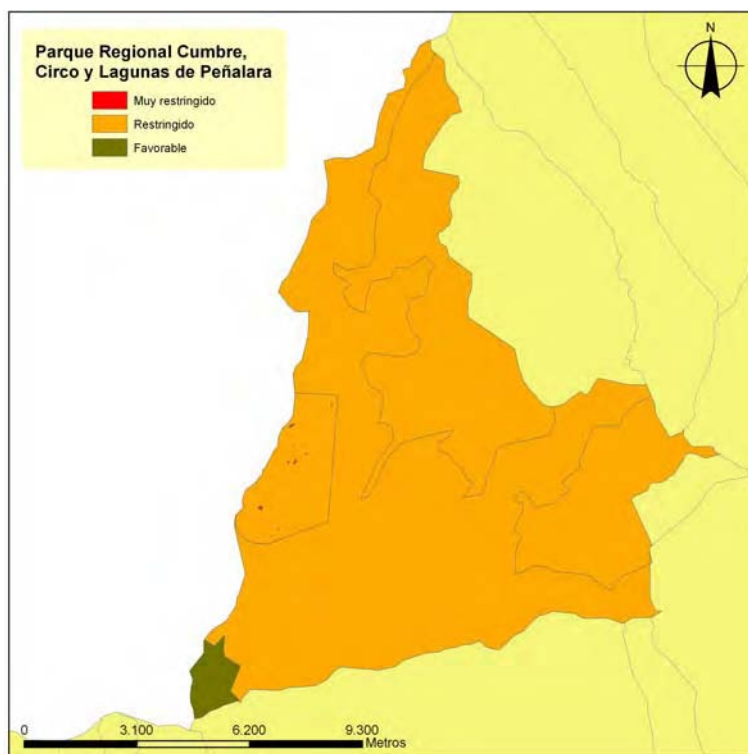 Parque Regional Cumbre,
Circo y Lagunas de Peñalara
Muy restringido
Restringido
Favorable
N
0 3.100 6.200 9.300
Metros